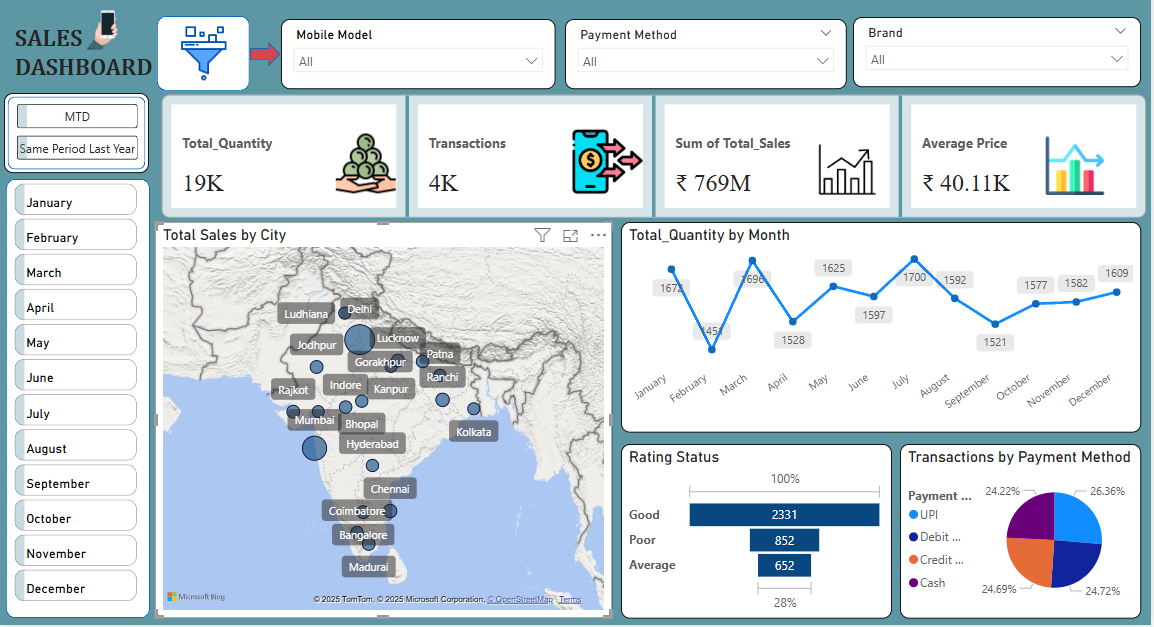 SALES
DASHBOARD
Mobile Model
All
Payment Method
All
Brand
All
MTD
Same Period Last Year
Total_Quantity
19K
Transactions
4K
Sum of Total_Sales
₹ 769M
Average Price
₹ 40.11K
January
February
March
April
May
June
July
August
September
October
November
December
Total Sales by City
Ludhiana
Delhi
Jodhpur
Lucknow
Gorakhpur
Patna
Ranchi
Rajkot
Indore
Kanpur
Mumbai
Bhopal
Kolkata
Hyderabad
Chennai
Coimbatore
Bangalore
Madurai
Microsoft Bing
© 2025 TomTom, © 2025 Microsoft Corporation, © OpenStreetMap Terms
Total_Quantity by Month
1672
1451
1696
1528
1625
1597
1700
1592
1521
1577
1582
1609
January
February
March
April
May
June
July
August
September
October
November
December
Rating Status
100%
Good 2331
Poor 852
Average 652
28%
Transactions by Payment Method
Payment ...
UPI
Debit ...
Credit ...
Cash
24.22%
26.36%
24.69%
24.72%